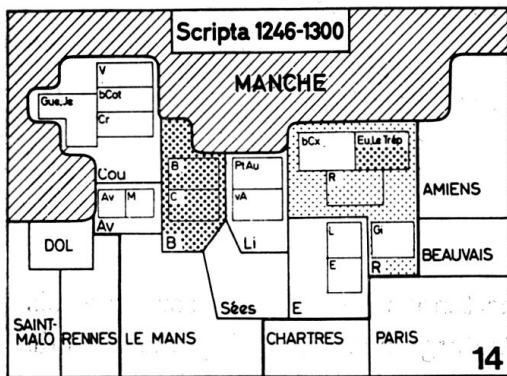 Scripta 1246-1300
MANCHE
V
Gue,Je
bCot
Cr
Cou
Av M
Av
B
C
B
Pt Au
vA
Li
bCx
Eu,Le Trép
R
L
E
E
Gi
R
AMIENS
BEAUVAIS
DOL
Sées
SAINT-
MALO
RENNES
LE MANS
CHARTRES
PARIS
14